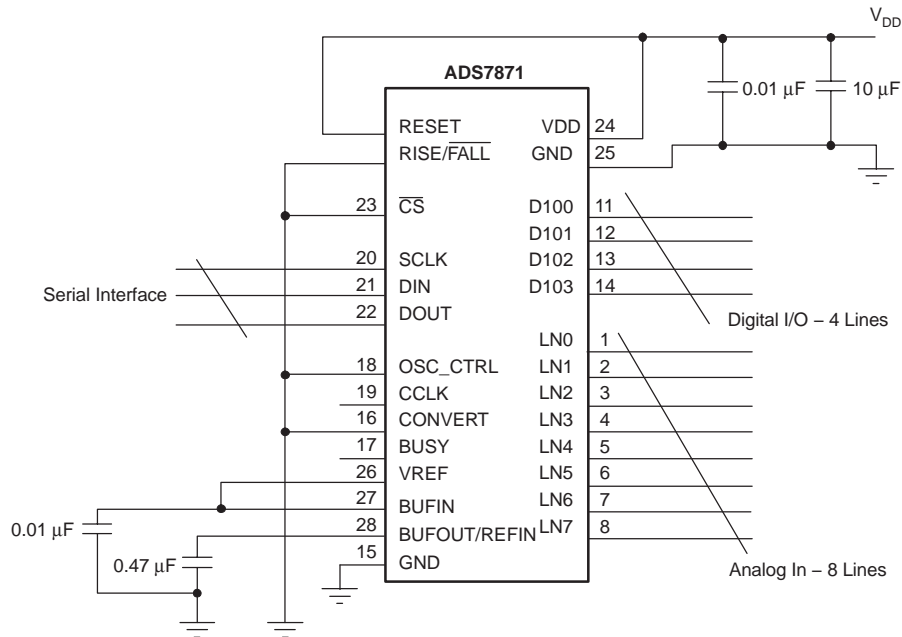 V_DD
ADS7871
0.01 μF
10 μF
RESET
VDD 24
RISE/FALL
GND 25
23 CS
D100 11
D101 12
20 SCLK
D102 13
21 DIN
D103 14
Serial Interface
22 DOUT
Digital I/O – 4 Lines
LN0 1
18 OSC_CTRL
LN1 2
19 CCLK
LN2 3
16 CONVERT
LN3 4
17 BUSY
LN4 5
26 VREF
LN5 6
27 BUFIN
LN6 7
0.01 μF
28 BUFOUT/REFIN
LN7 8
0.47 μF
15 GND
Analog In – 8 Lines